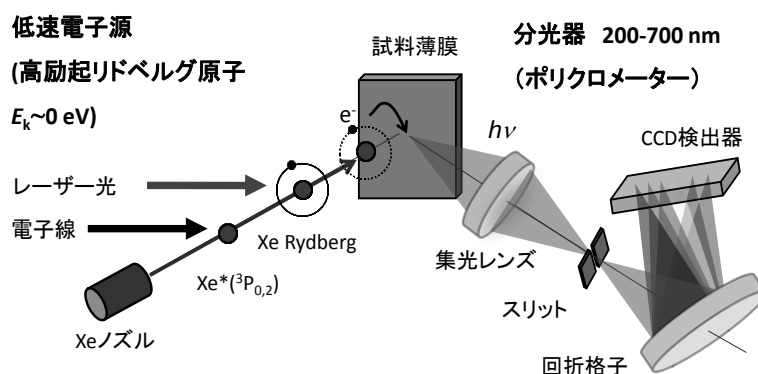 低速電子源
(高励起リドベルグ原子
Eₖ~0 eV)
試料薄膜
分光器 200-700 nm
(ポリクロメーター)
e⁻
hν
CCD検出器
レーザー光
電子線
Xe Rydberg
Xe*(³P₀,₂)
Xeノズル
集光レンズ
スリット
回折格子